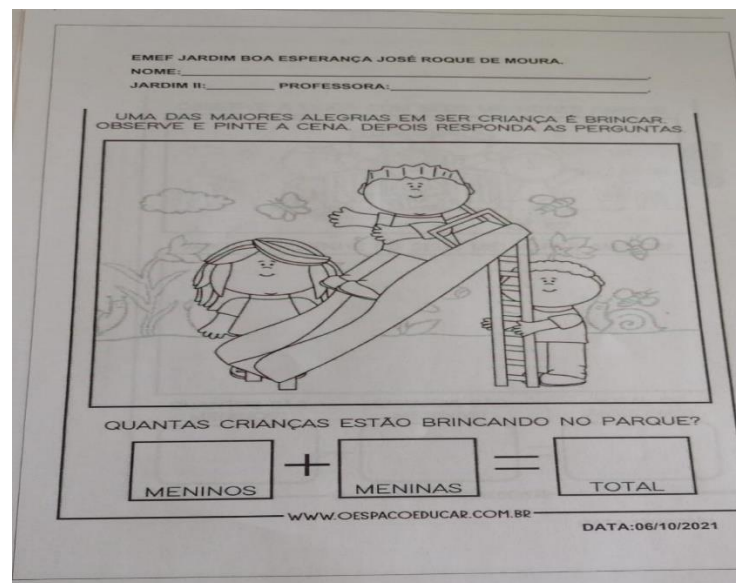 EMEF JARDIM BOA ESPERANÇA JOSÉ ROQUE DE MOURA.
NOME:
JARDIM II: PROFESSORA:
UMA DAS MAIORES ALEGRIAS EM SER CRIANÇA É BRINCAR.
OBSERVE E PINTE A CENA. DEPOIS RESPONDA AS PERGUNTAS
QUANTAS CRIANÇAS ESTÃO BRINCANDO NO PARQUE?
+ =
MENINOS MENINAS TOTAL
WWW.OESPACOEDUCAR.COM.BR
DATA:06/10/2021